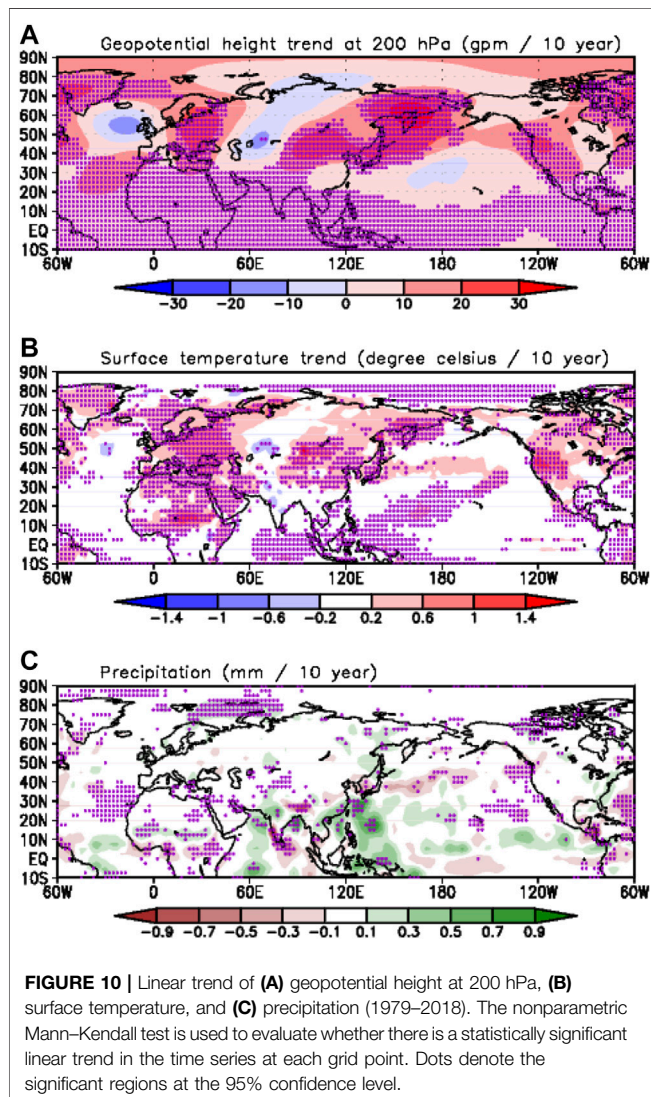 A
Geopotential height trend at 200 hPa (gpm / 10 year)
90N
80N
70N
60N
50N
40N
30N
20N
10N
EQ
10S
60W 0 60E 120E 180 120W 60W
-30 -20 -10 0 10 20 30
B
Surface temperature trend (degree celsius / 10 year)
90N
80N
70N
60N
50N
40N
30N
20N
10N
EQ
10S
60W 0 60E 120E 180 120W 60W
-1.4 -1 -0.6 -0.2 0.2 0.6 1 1.4
C
Precipitation (mm / 10 year)
90N
80N
70N
60N
50N
40N
30N
20N
10N
EQ
10S
60W 0 60E 120E 180 120W 60W
-0.9 -0.7 -0.5 -0.3 -0.1 0.1 0.3 0.5 0.7 0.9
FIGURE 10 | Linear trend of (A) geopotential height at 200 hPa, (B)
surface temperature, and (C) precipitation (1979–2018). The nonparametric
Mann–Kendall test is used to evaluate whether there is a statistically significant
linear trend in the time series at each grid point. Dots denote the
significant regions at the 95% confidence level.